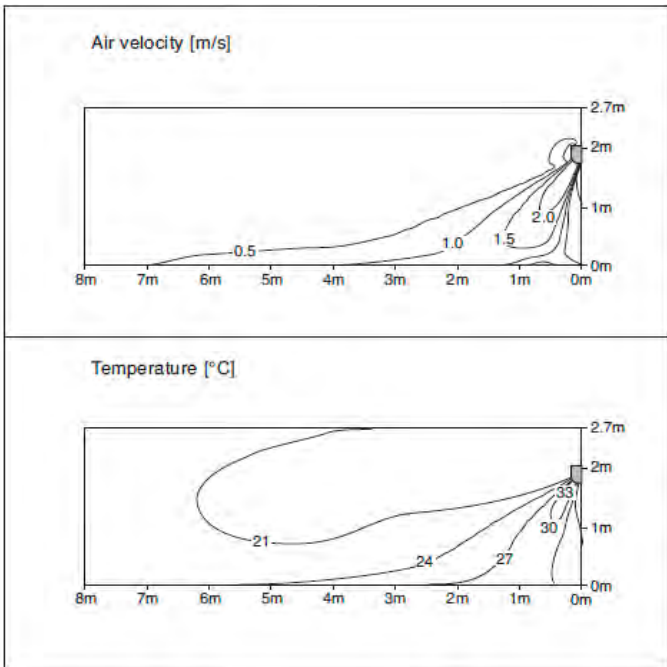 Air velocity [m/s]
2.7m
2m
2.0
1m
1.5
1.0
0.5
0m
8m 7m 6m 5m 4m 3m 2m 1m 0m
Temperature [°C]
2.7m
2m
33
30
1m
21
27
24
0m
8m 7m 6m 5m 4m 3m 2m 1m 0m